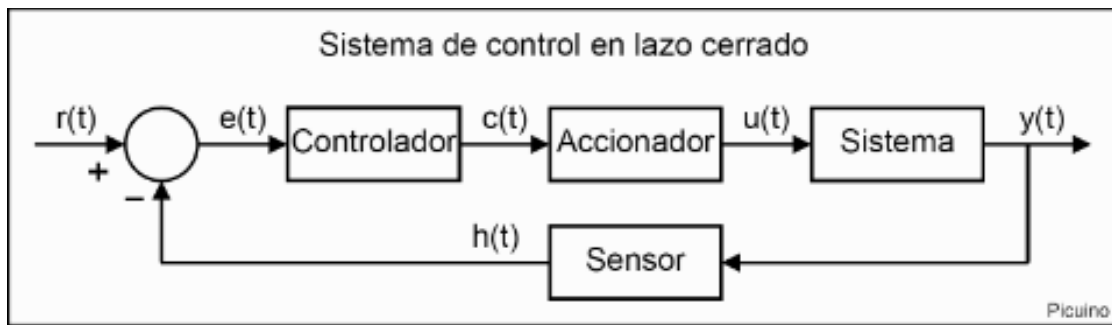 Sistema de control en lazo cerrado
r(t)
e(t)
Controlador
c(t)
Accionador
u(t)
Sistema
y(t)
+
−
h(t)
Sensor
Picuino